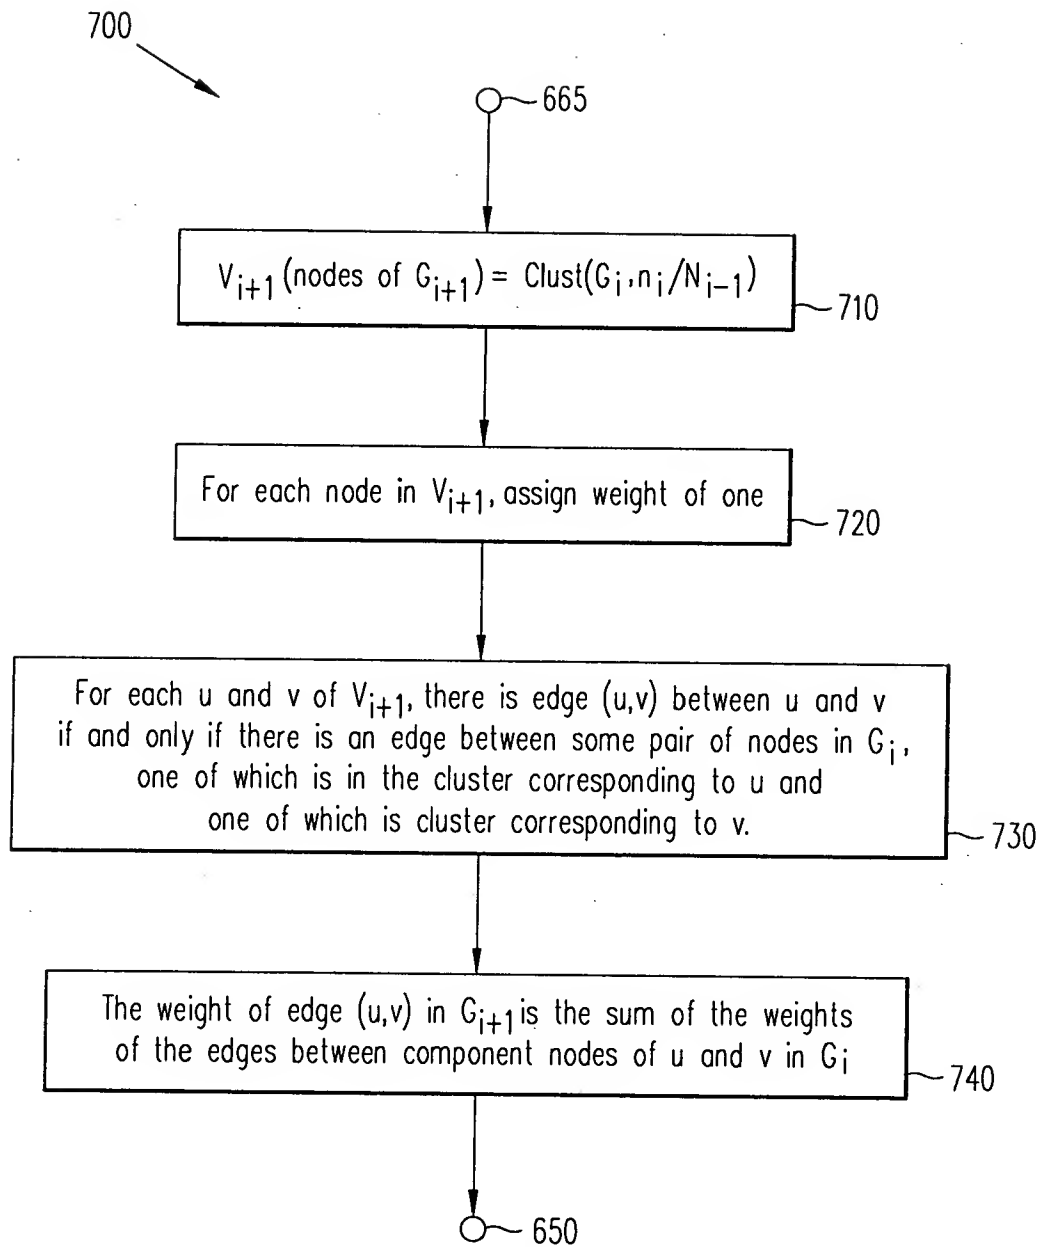 700
665
V_{i+1} (nodes of G_{i+1}) = Clust(G_i, n_i/N_{i-1})
710
For each node in V_{i+1}, assign weight of one
720
For each u and v of V_{i+1}, there is edge (u,v) between u and v
if and only if there is an edge between some pair of nodes in G_i,
one of which is in the cluster corresponding to u and
one of which is cluster corresponding to v.
730
The weight of edge (u,v) in G_{i+1} is the sum of the weights
of the edges between component nodes of u and v in G_i
740
650